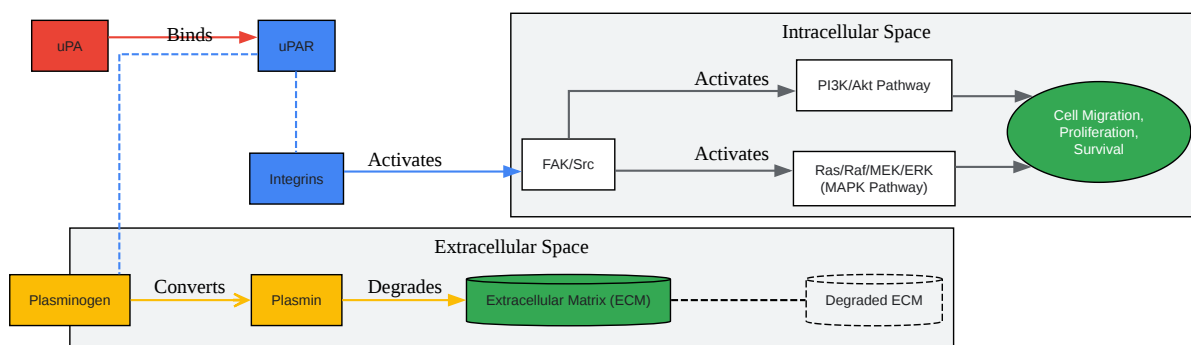 Intracellular Space
uPA
Binds
uPAR
Activates
PI3K/Akt Pathway
Cell Migration,
Proliferation,
Survival
Integrins
Activates
FAK/Src
Activates
Ras/Raf/MEK/ERK
(MAPK Pathway)
Extracellular Space
Plasminogen
Converts
Plasmin
Degrades
Extracellular Matrix (ECM)
Degraded ECM